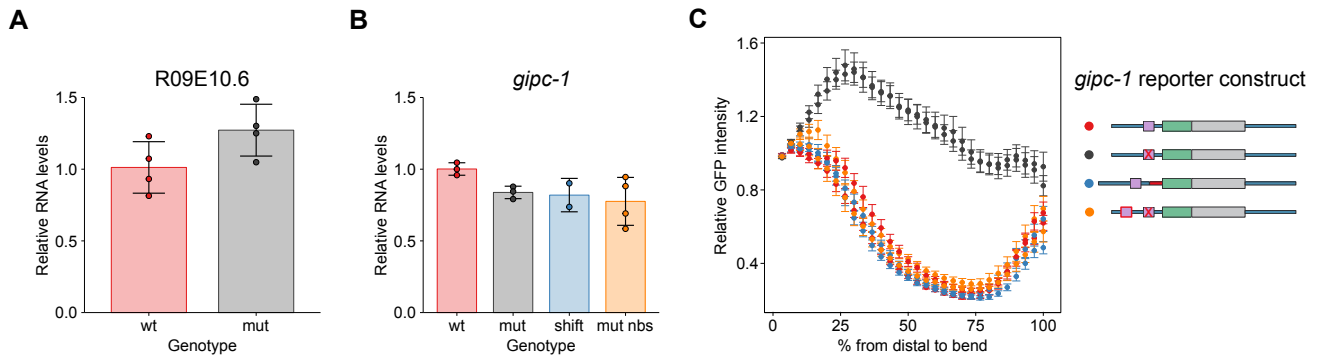 A
R09E10.6
Relative RNA levels
1.5
1.0
0.5
0.0
wt mut
Genotype
B
gipc-1
Relative RNA levels
1.5
1.0
0.5
0.0
wt mut shift mut nbs
Genotype
C
Relative GFP intensity
1.6
1.2
0.8
0.4
0 25 50 75 100
% from distal to bend
gipc-1 reporter construct
X
X